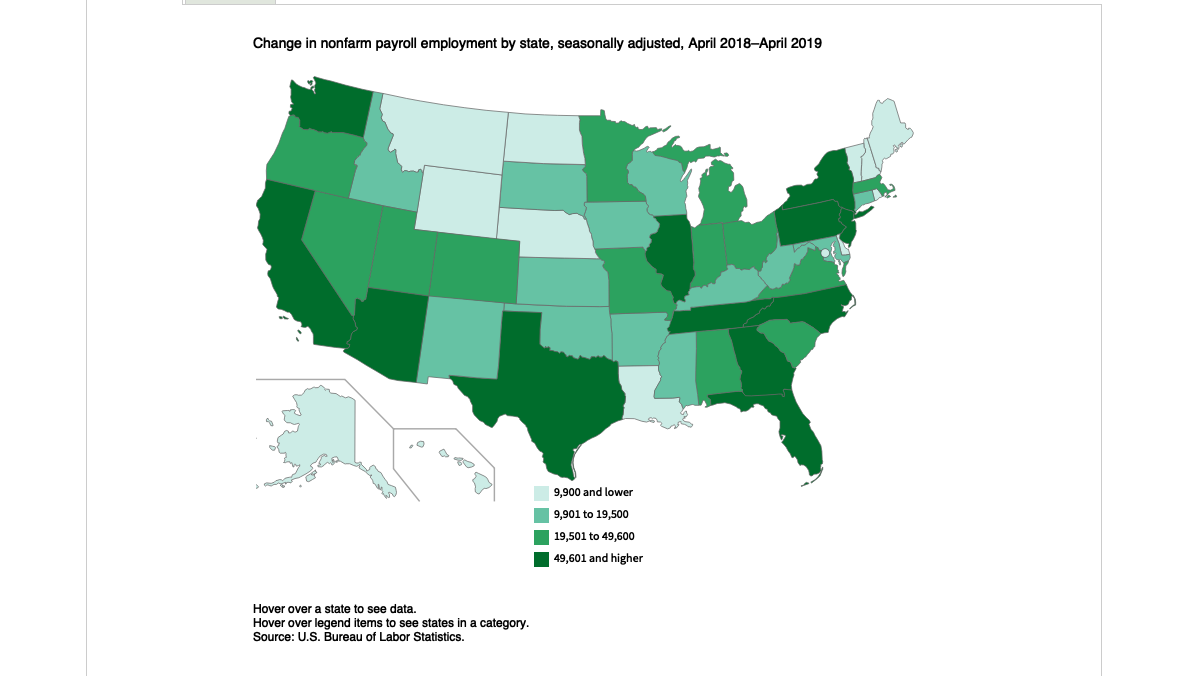 Change in nonfarm payroll employment by state, seasonally adjusted, April 2018–April 2019
9,900 and lower
9,901 to 19,500
19,501 to 49,600
49,601 and higher
Hover over a state to see data.
Hover over legend items to see states in a category.
Source: U.S. Bureau of Labor Statistics.